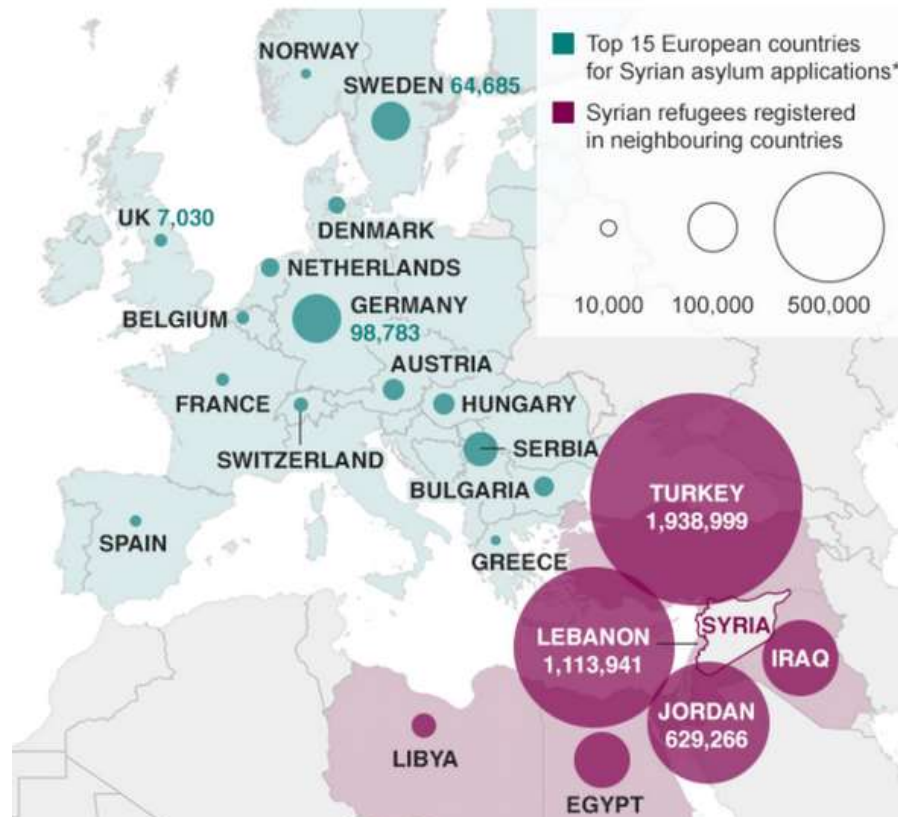 NORWAY
SWEDEN 64,685
Top 15 European countries
for Syrian asylum applications*
Syrian refugees registered
in neighbouring countries
10,000
100,000
500,000
UK 7,030
DENMARK
NETHERLANDS
GERMANY
98,783
BELGIUM
AUSTRIA
FRANCE
HUNGARY
SWITZERLAND
SERBIA
BULGARIA
SPAIN
GREECE
TURKEY
1,938,999
LEBANON
1,113,941
SYRIA
IRAQ
JORDAN
629,266
LIBYA
EGYPT